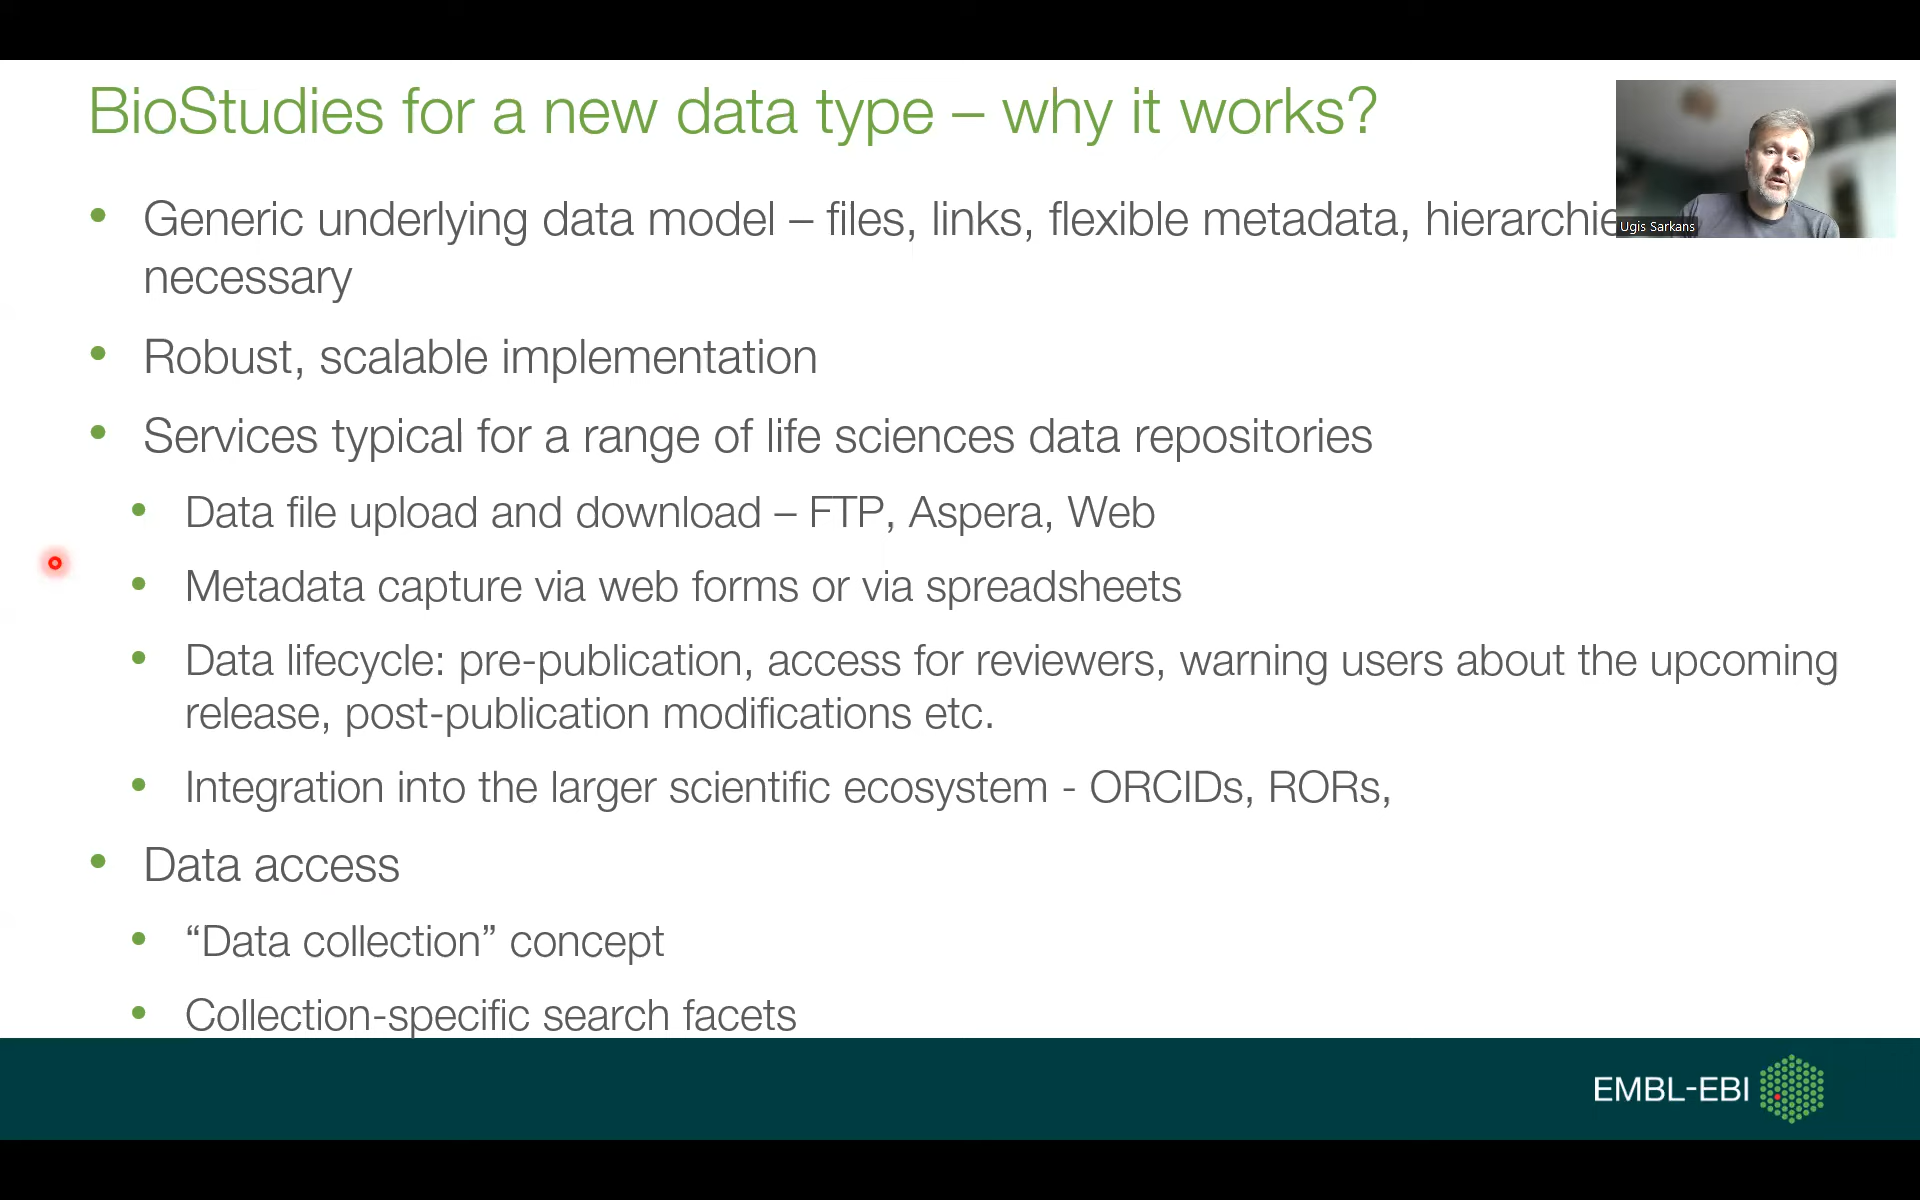 BioStudies for a new data type – why it works?
Ugis Sarkans
• Generic underlying data model – files, links, flexible metadata, hierarchie
necessary
• Robust, scalable implementation
• Services typical for a range of life sciences data repositories
• Data file upload and download – FTP, Aspera, Web
• Metadata capture via web forms or via spreadsheets
• Data lifecycle: pre-publication, access for reviewers, warning users about the upcoming
release, post-publication modifications etc.
• Integration into the larger scientific ecosystem - ORCIDs, RORs,
• Data access
• “Data collection” concept
• Collection-specific search facets
EMBL-EBI